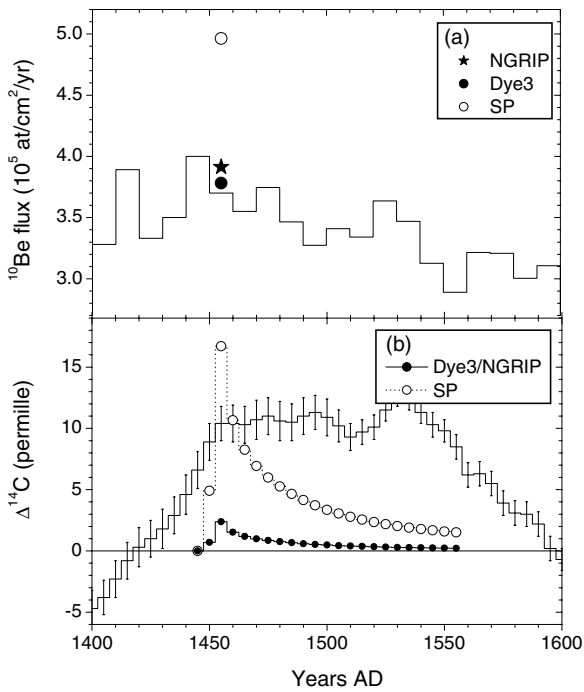 5.0
4.5
4.0
3.5
3.0
¹⁰Be flux (10⁵ at/cm²/yr)
(a)
NGRIP
Dye3
SP
15
10
5
0
-5
Δ¹⁴C (permille)
(b)
Dye3/NGRIP
SP
1400 1450 1500 1550 1600
Years AD